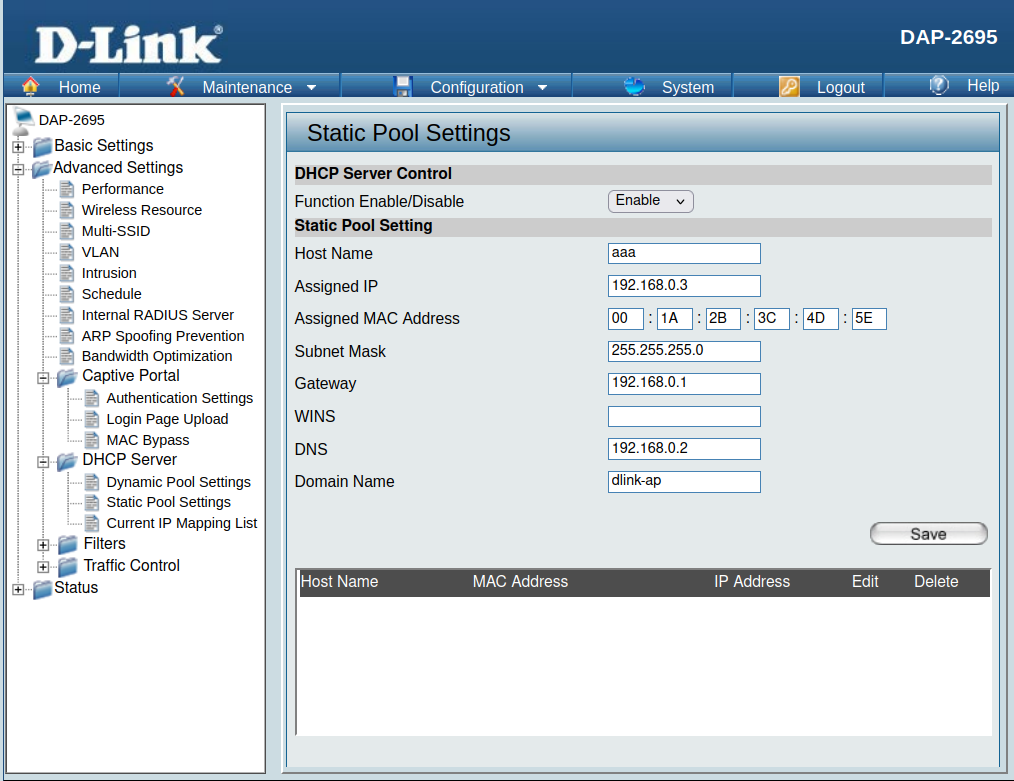 D-Link®
DAP-2695
Home Maintenance Configuration System Logout Help
DAP-2695
Basic Settings
Advanced Settings
Performance
Wireless Resource
Multi-SSID
VLAN
Intrusion
Schedule
Internal RADIUS Server
ARP Spoofing Prevention
Bandwidth Optimization
Captive Portal
Authentication Settings
Login Page Upload
MAC Bypass
DHCP Server
Dynamic Pool Settings
Static Pool Settings
Current IP Mapping List
Filters
Traffic Control
Status
Static Pool Settings
DHCP Server Control
Function Enable/Disable Enable
Static Pool Setting
Host Name aaa
Assigned IP 192.168.0.3
Assigned MAC Address 00 : 1A : 2B : 3C : 4D : 5E
Subnet Mask 255.255.255.0
Gateway 192.168.0.1
WINS
DNS 192.168.0.2
Domain Name dlink-ap
Save
Host Name MAC Address IP Address Edit Delete